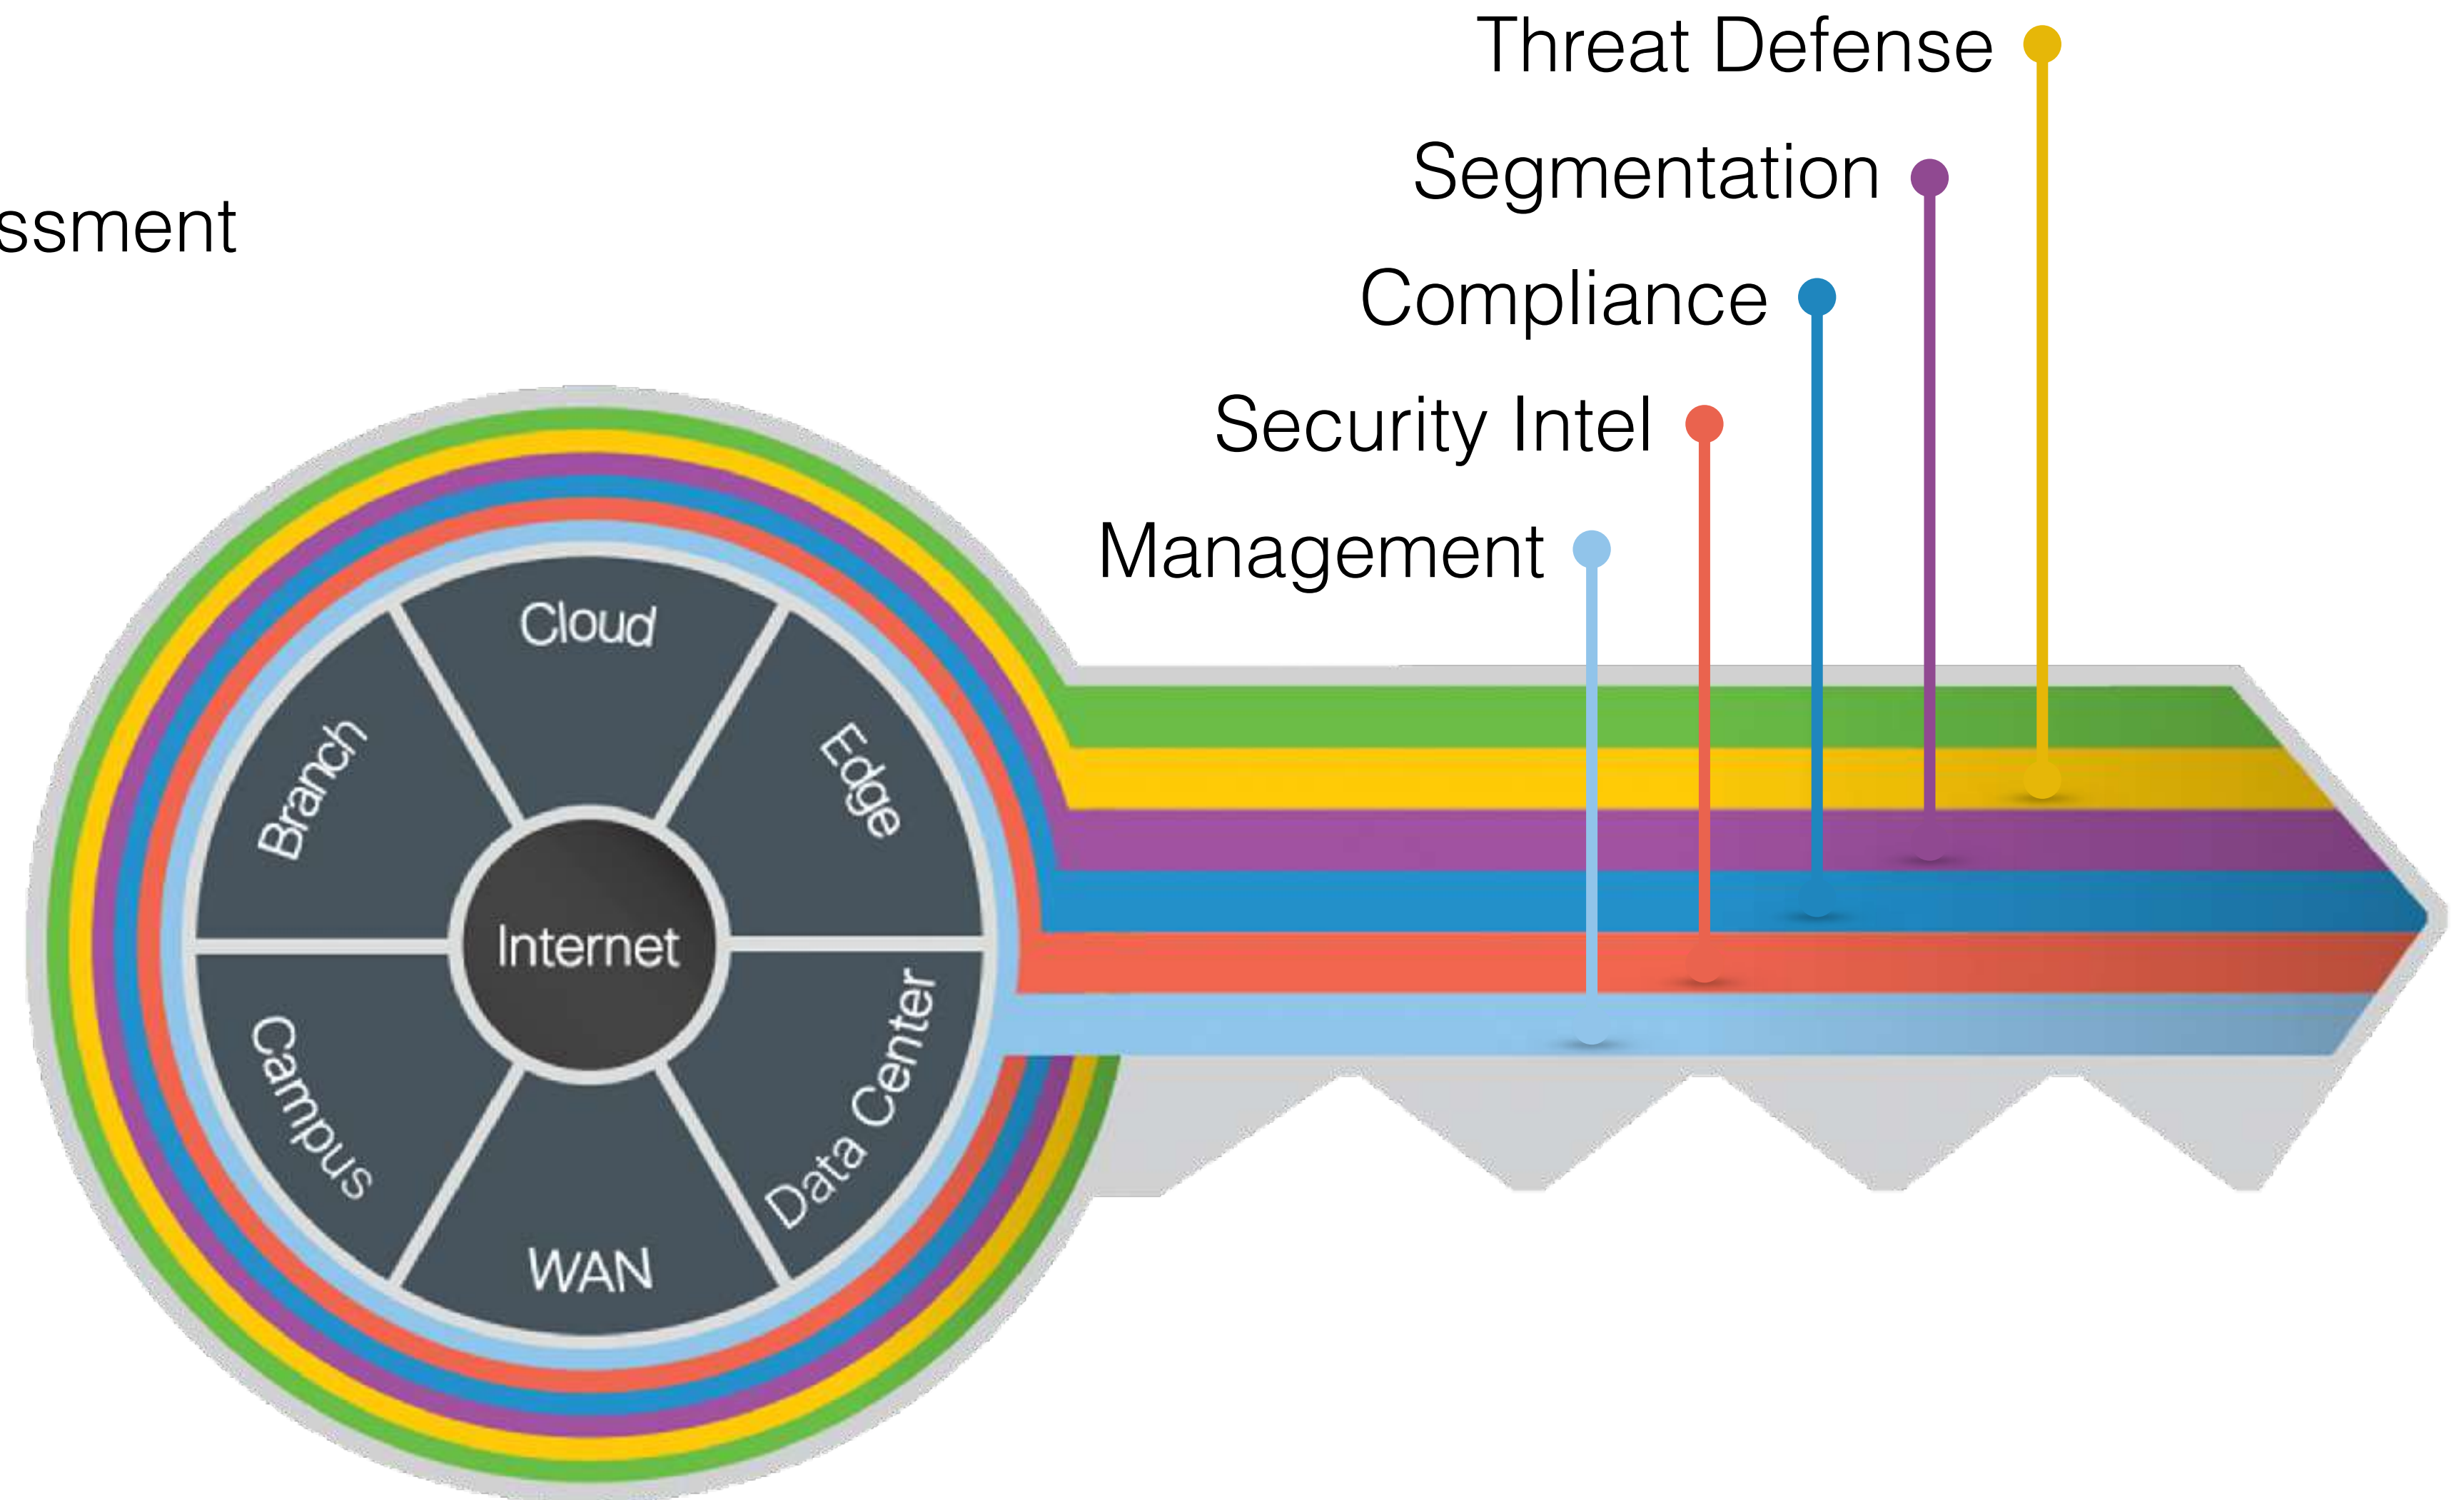 Threat Defense
Segmentation
ssment
Compliance
Security Intel
Management
Cloud
Branch
Edge
Internet
Campus
Data Center
WAN